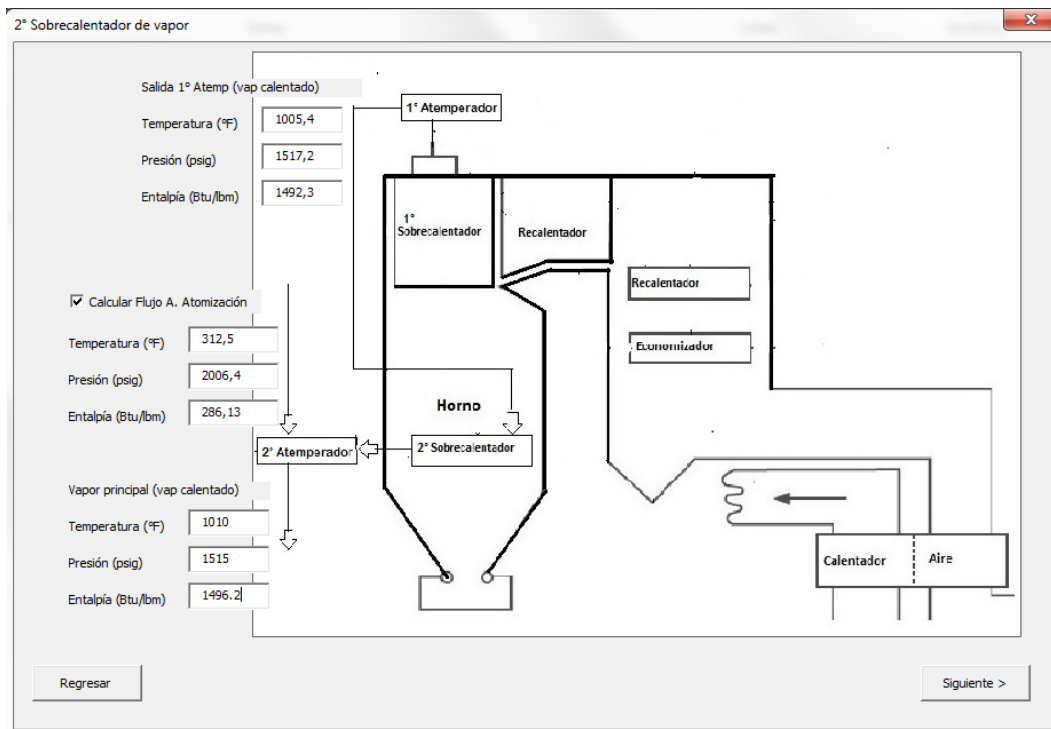 2° Sobrecalentador de vapor
Salida 1° Atemp (vap calentado)
Temperatura (°F) 1005,4
Presión (psig) 1517,2
Entalpía (Btu/lbm) 1492,3
1° Atemperador
1°
Sobrecalentador
Recalentador
Recalentador
Economizador
Calcular Flujo A. Atomización
Temperatura (°F) 312,5
Presión (psig) 2006,4
Entalpía (Btu/lbm) 286,13
Horno
2° Atemperador
2° Sobrecalentador
Vapor principal (vap calentado)
Temperatura (°F) 1010
Presión (psig) 1515
Entalpía (Btu/lbm) 1496.2
Calentador Aire
Regresar
Siguiente >